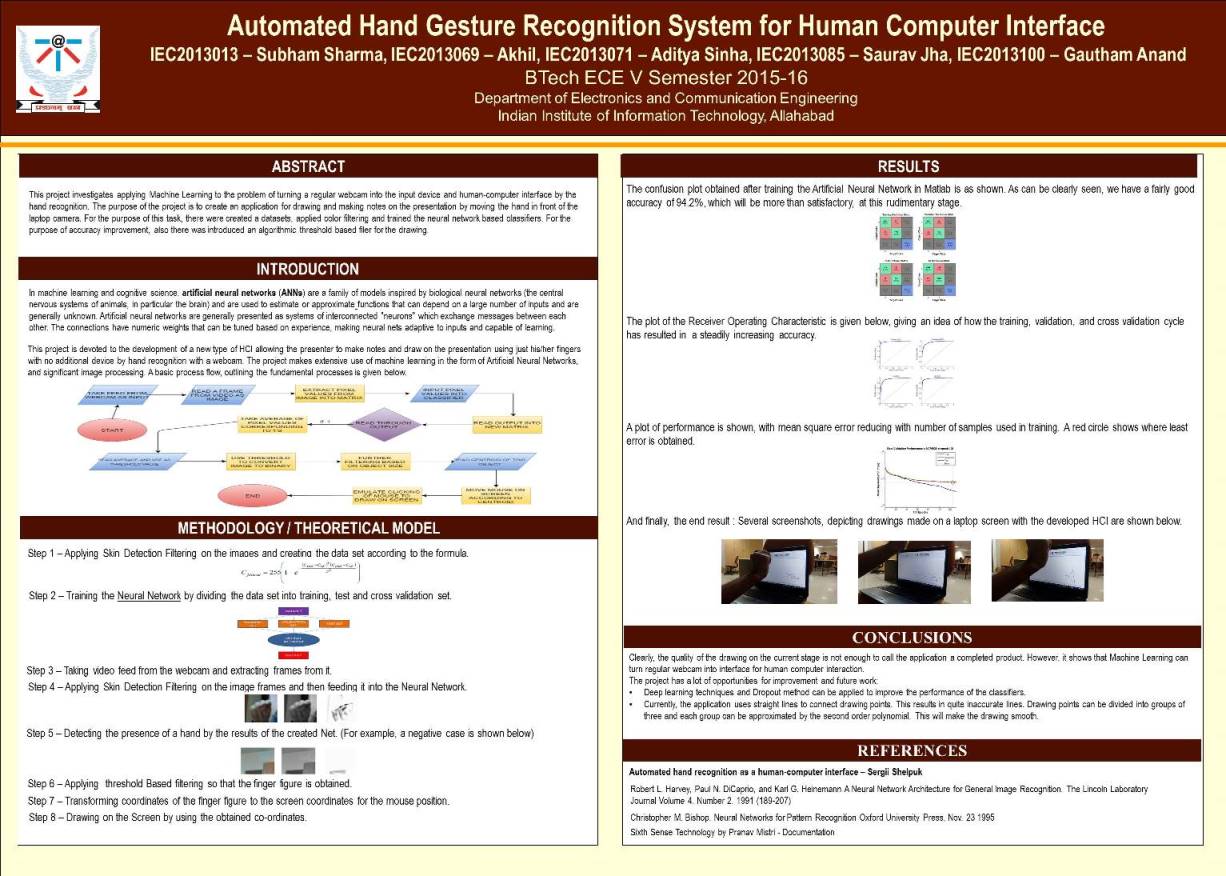 Automated Hand Gesture Recognition System for Human Computer Interface
IEC2013013 – Subham Sharma, IEC2013069 – Akhil, IEC2013071 – Aditya Sinha, IEC2013085 – Saurav Jha, IEC2013100 – Gautham Anand
BTech ECE V Semester 2015-16
Department of Electronics and Communication Engineering
Indian Institute of Information Technology, Allahabad
ABSTRACT
This project investigates applying Machine Learning to the problem of turning a regular webcam into the input device and human-computer interface by the
hand recognition. The purpose of the project is to create an application for drawing and making notes on the presentation by moving the hand in front of the
laptop camera. For the purpose of this task, there were created a datasets, applied color filtering and trained the neural network based classifiers. For the
purpose of accuracy improvement, also there was introduced an algorithmic threshold based filer for the drawing.
INTRODUCTION
In machine learning and cognitive science, artificial neural networks (ANNs) are a family of models inspired by biological neural networks (the central
nervous systems of animals, in particular the brain) and are used to estimate or approximate functions that can depend on a large number of inputs and are
generally unknown. Artificial neural networks are generally presented as systems of interconnected "neurons" which exchange messages between each
other. The connections have numeric weights that can be tuned based on experience, making neural nets adaptive to inputs and capable of learning.
This project is devoted to the development of a new type of HCI allowing the presenter to make notes and draw on the presentation using just his/her fingers
with no additional device by hand recognition with a webcam. The project makes extensive use of machine learning in the form of Artificial Neural Networks,
and significant image processing. A basic process flow, outlining the fundamental processes is given below.
START
TAKE FEED FROM
WEBCAM AS INPUT
READ A FRAME
FROM VIDEO AS
IMAGE
EXTRACT PIXEL
VALUES FROM
IMAGE INTO MATRIX
INPUT PIXEL
VALUES INTO
CLASSIFIER
READ OUTPUT INTO
NEW MATRIX
READ THROUGH
OUTPUT
TAKE AVERAGE OF
PIXEL VALUES
CORRESPONDING
READ AVERAGE AND USE AS
THRESHOLD VALUE
USE THRESHOLD
TO CONVERT
IMAGE TO BINARY
FURTHER
FILTERING BASED
ON OBJECT SIZE
READ CENTROID OF
OBJECT
MOVE MOUSE ON
SCREEN
ACCORDING TO
CENTROID
EMULATE CLICKING
OF MOUSE TO
DRAW ON SCREEN
END
METHODOLOGY / THEORETICAL MODEL
Step 1 – Applying Skin Detection Filtering on the images and creating the data set according to the formula.
Step 2 – Training the Neural Network by dividing the data set into training, test and cross validation set.
Step 3 – Taking video feed from the webcam and extracting frames from it.
Step 4 – Applying Skin Detection Filtering on the image frames and then feeding it into the Neural Network.
Step 5 – Detecting the presence of a hand by the results of the created Net. (For example, a negative case is shown below)
Step 6 – Applying threshold Based filtering so that the finger figure is obtained.
Step 7 – Transforming coordinates of the finger figure to the screen coordinates for the mouse position.
Step 8 – Drawing on the Screen by using the obtained co-ordinates.
RESULTS
The confusion plot obtained after training the Artificial Neural Network in Matlab is as shown. As can be clearly seen, we have a fairly good
accuracy of 94.2%, which will be more than satisfactory, at this rudimentary stage.
The plot of the Receiver Operating Characteristic is given below, giving an idea of how the training, validation, and cross validation cycle
has resulted in a steadily increasing accuracy.
A plot of performance is shown, with mean square error reducing with number of samples used in training. A red circle shows where least
error is obtained.
And finally, the end result : Several screenshots, depicting drawings made on a laptop screen with the developed HCI are shown below.
CONCLUSIONS
Clearly, the quality of the drawing on the current stage is not enough to call the application a completed product. However, it shows that Machine Learning can
turn regular webcam into interface for human computer interaction.
The project has a lot of opportunities for improvement and future work:
• Deep learning techniques and Dropout method can be applied to improve the performance of the classifiers.
• Currently, the application uses straight lines to connect drawing points. This results in quite inaccurate lines. Drawing points can be divided into groups of
three and each group can be approximated by the second order polynomial. This will make the drawing smooth.
REFERENCES
Automated hand recognition as a human-computer interface – Sergii Shelpuk
Robert L. Harvey, Paul N. DiCaprio, and Karl G. Heinemann A Neural Network Architecture for General Image Recognition. The Lincoln Laboratory
Journal Volume 4. Number 2. 1991 (189-207)
Christopher M. Bishop. Neural Networks for Pattern Recognition Oxford University Press, Nov. 23 1995
Sixth Sense Technology by Pranav Mistri - Documentation